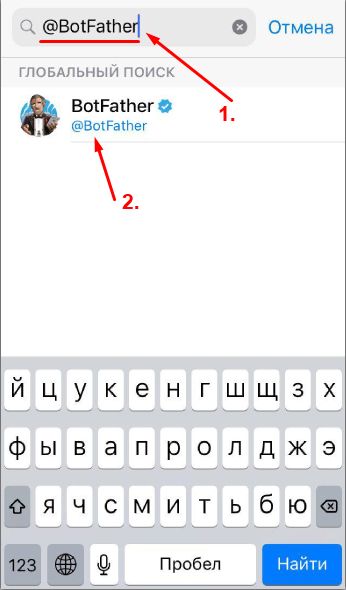 @BotFather Отмена
ГЛОБАЛЬНЫЙ ПОИСК
BotFather
1.
@BotFather
2.
й ц у к е н г ш щ з х
ф ы в а п р о л д ж э
я ч с м и т ь б ю
123 Пробел Найти